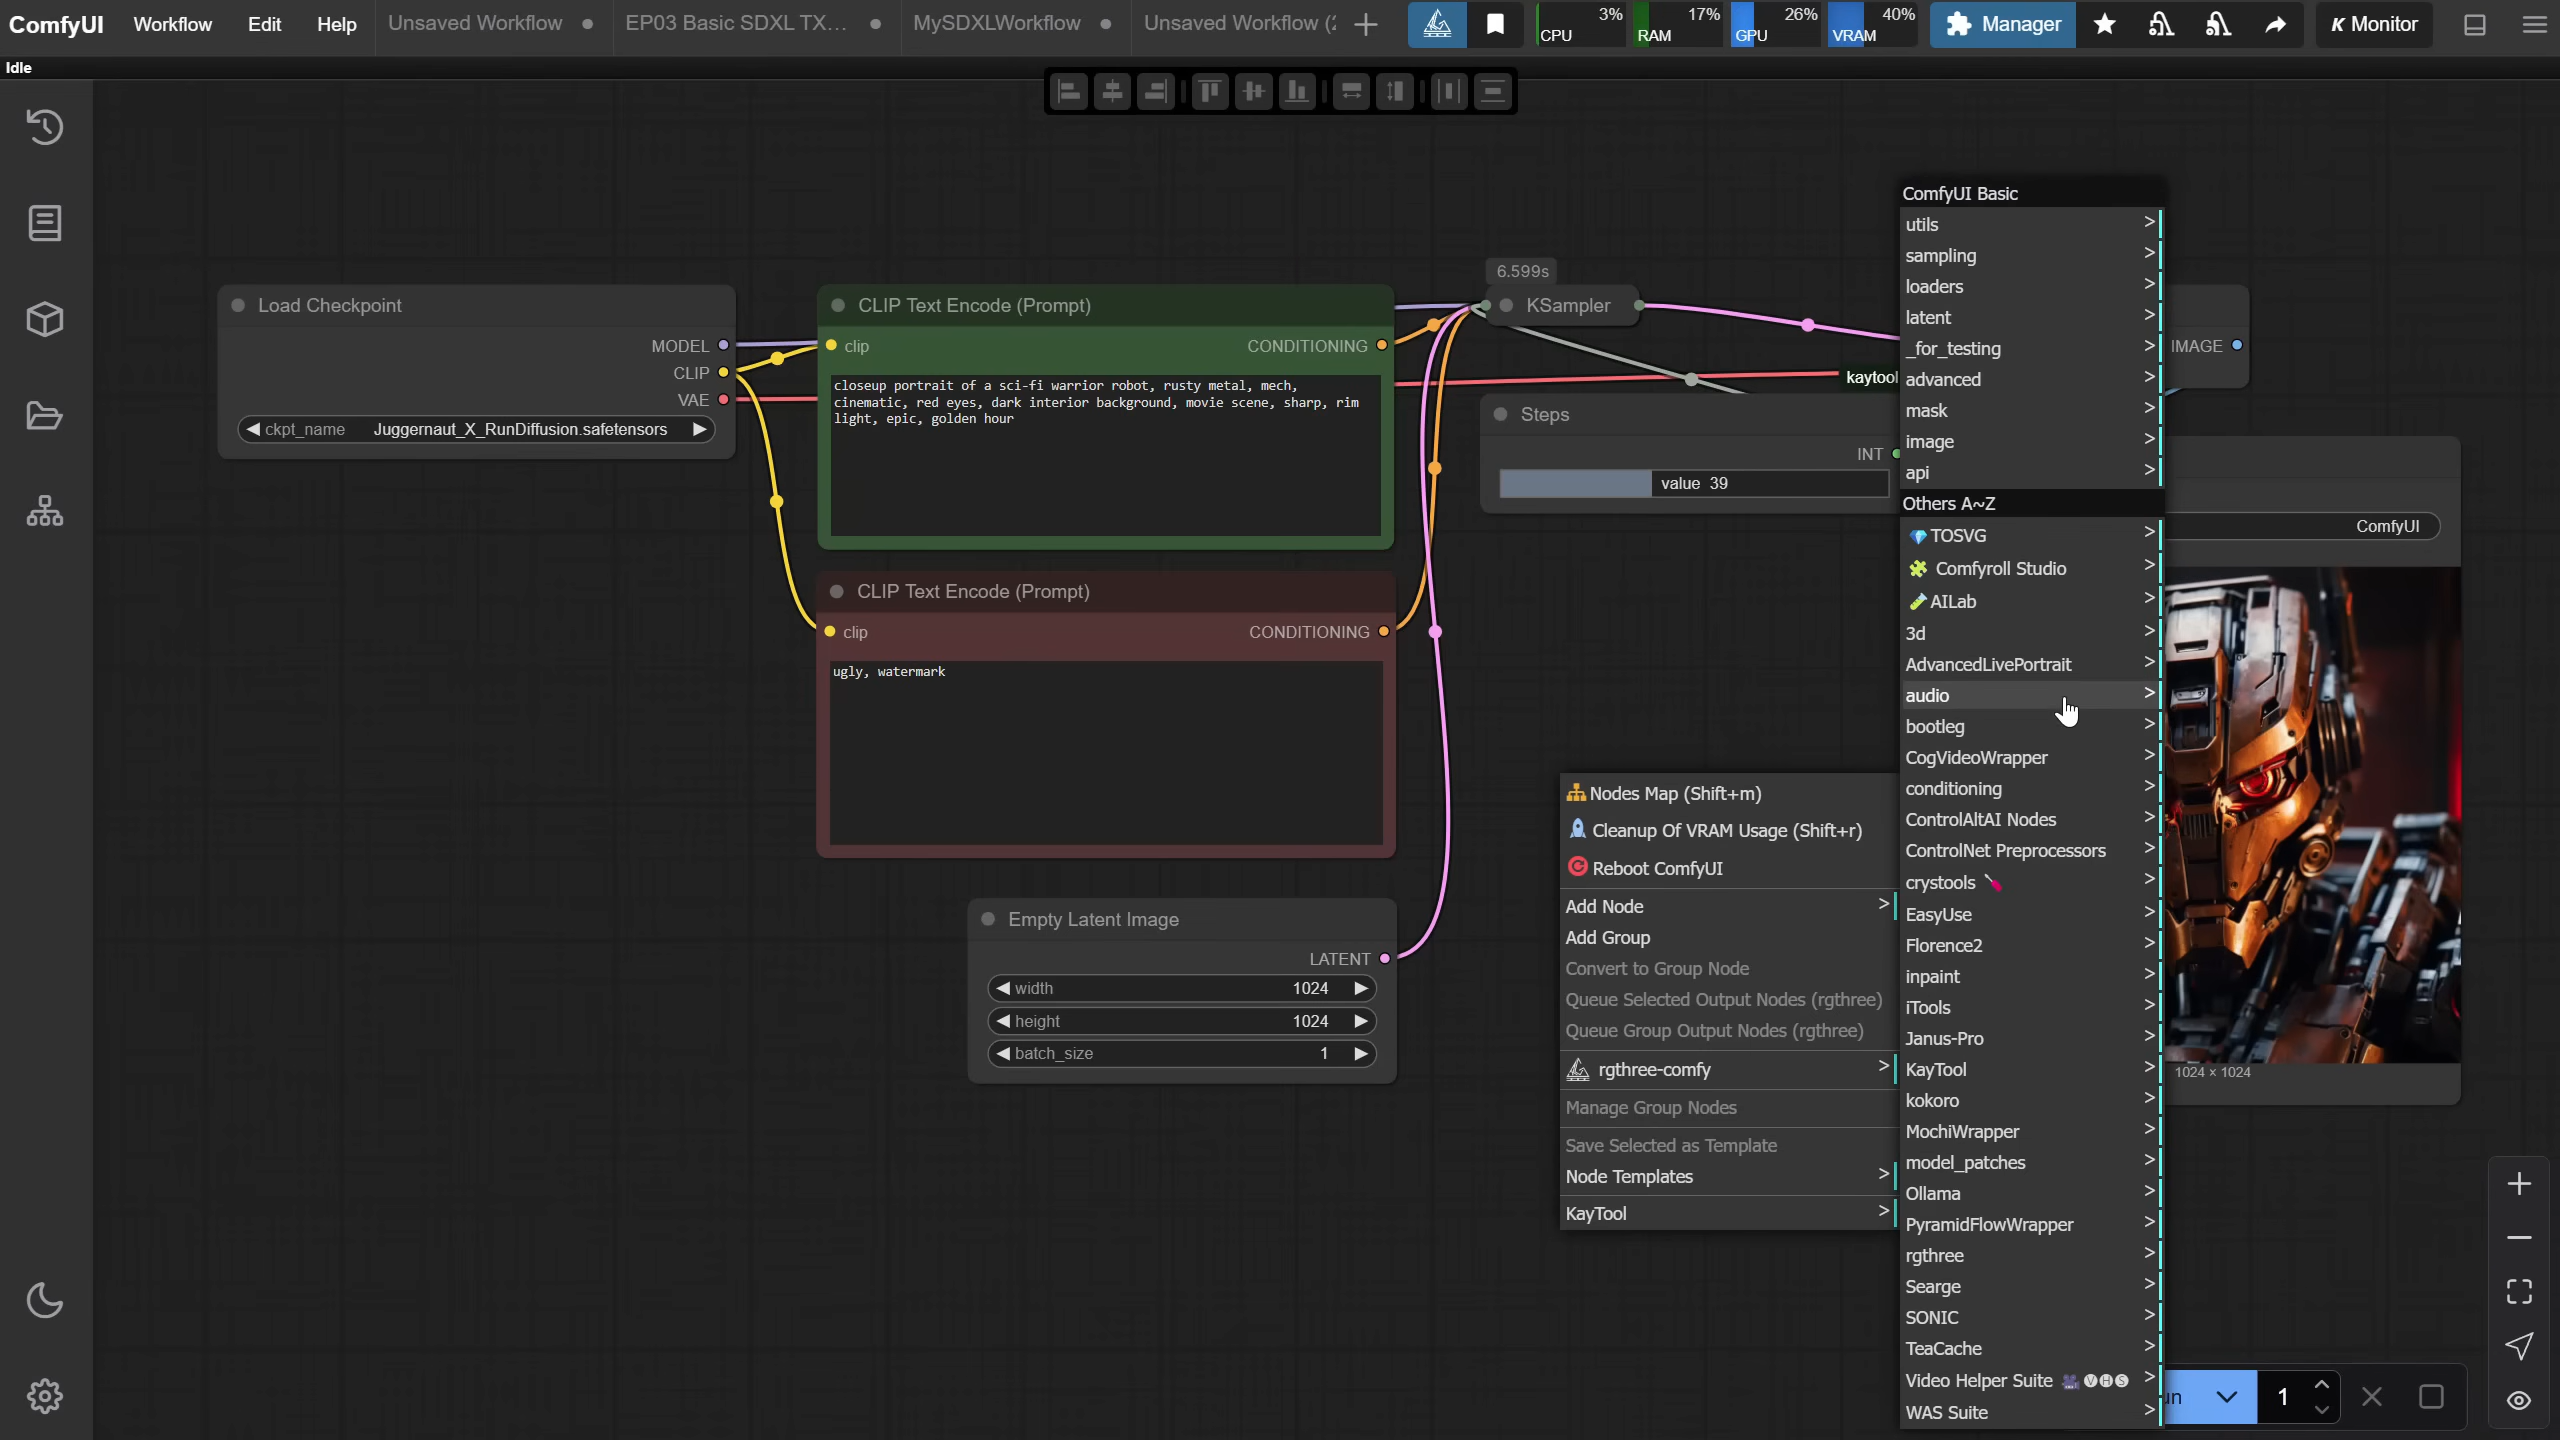 ComfyUI Workflow Edit Help Unsaved Workflow EP03 Basic SDXL TX... MySDXLWorkflow Unsaved Workflow (2
CPU 3% RAM 17% GPU 26% VRAM 40% Manager K Monitor
Idle
ComfyUI Basic
utils >
sampling >
loaders >
latent >
_for_testing >
advanced >
mask >
image >
api >
Others A~Z
TOSVG >
Comfyroll Studio >
AILab >
3d >
AdvancedLivePortrait >
audio >
bootleg >
CogVideoWrapper >
conditioning >
ControlAltAI Nodes >
ControlNet Preprocessors >
crystools >
EasyUse >
Florence2 >
inpaint >
iTools >
Janus-Pro >
KayTool >
kokoro >
MochiWrapper >
model_patches >
Ollama >
PyramidFlowWrapper >
rgthree >
Searge >
SONIC >
TeaCache >
Video Helper Suite VHS >
WAS Suite >
Load Checkpoint
MODEL
CLIP
VAE
ckpt_name Juggernaut_X_RunDiffusion.safetensors
CLIP Text Encode (Prompt)
clip CONDITIONING
closeup portrait of a sci-fi warrior robot, rusty metal, mech,
cinematic, red eyes, dark interior background, movie scene, sharp, rim
light, epic, golden hour
CLIP Text Encode (Prompt)
clip CONDITIONING
ugly, watermark
Empty Latent Image
LATENT
width 1024
height 1024
batch_size 1
6.599s
KSampler
kaytool
Steps
INT
value 39
IMAGE
ComfyUI
1024 × 1024
Nodes Map (Shift+m)
Cleanup Of VRAM Usage (Shift+r)
Reboot ComfyUI
Add Node >
Add Group
Convert to Group Node
Queue Selected Output Nodes (rgthree)
Queue Group Output Nodes (rgthree)
rgthree-comfy >
Manage Group Nodes
Save Selected as Template
Node Templates >
KayTool >
un 1